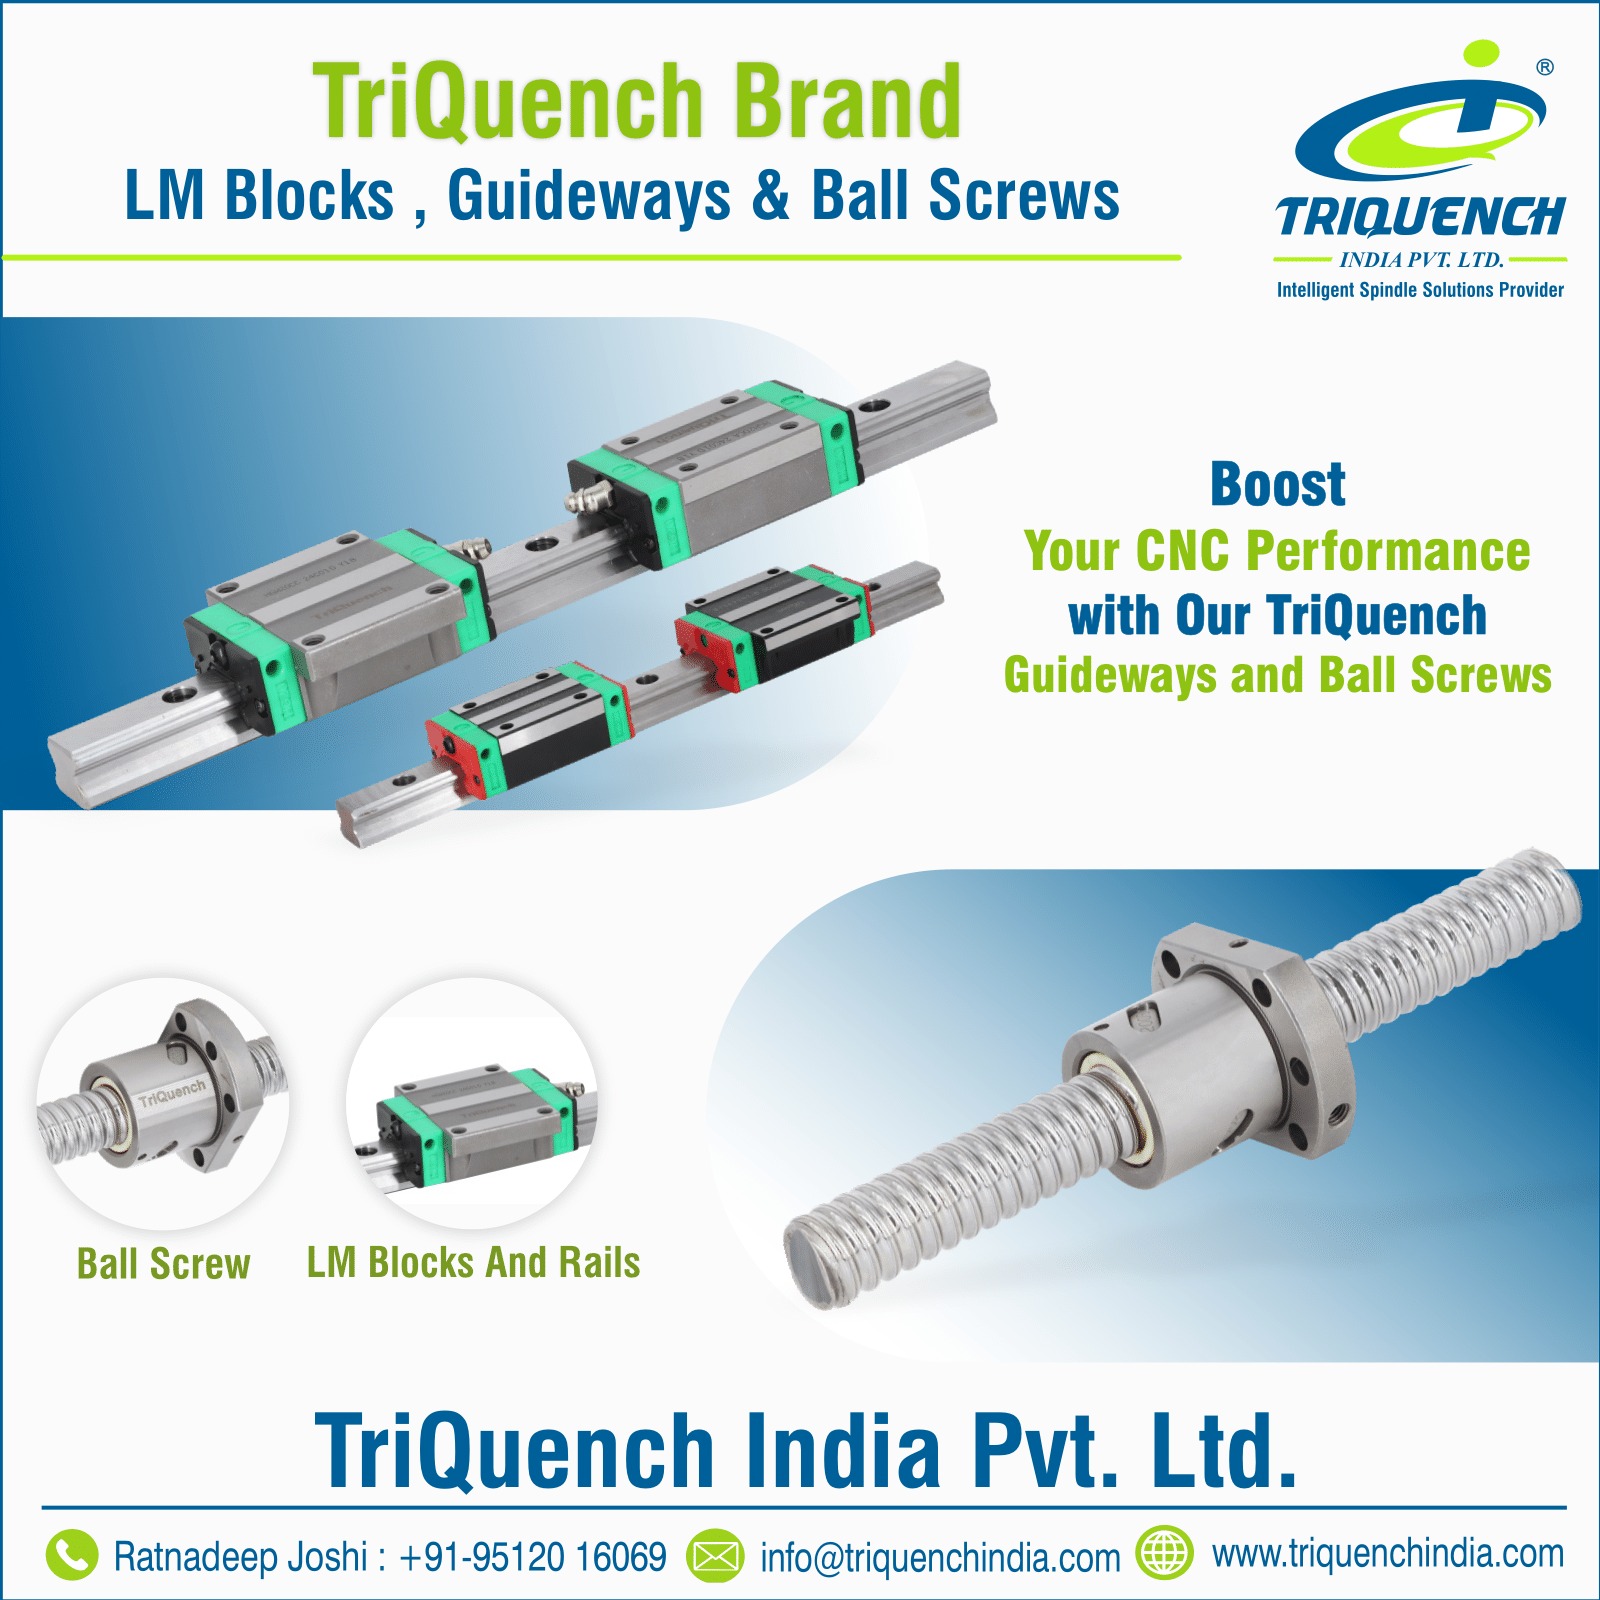 TriQuench Brand
LM Blocks , Guideways & Ball Screws
®
TRIQUENCH
INDIA PVT. LTD.
Intelligent Spindle Solutions Provider
Boost
Your CNC Performance
with Our TriQuench
Guideways and Ball Screws
TriQuench
TriQuench
Ball Screw
LM Blocks And Rails
TriQuench India Pvt. Ltd.
Ratnadeep Joshi : +91-95120 16069
info@triquenchindia.com
www.triquenchindia.com